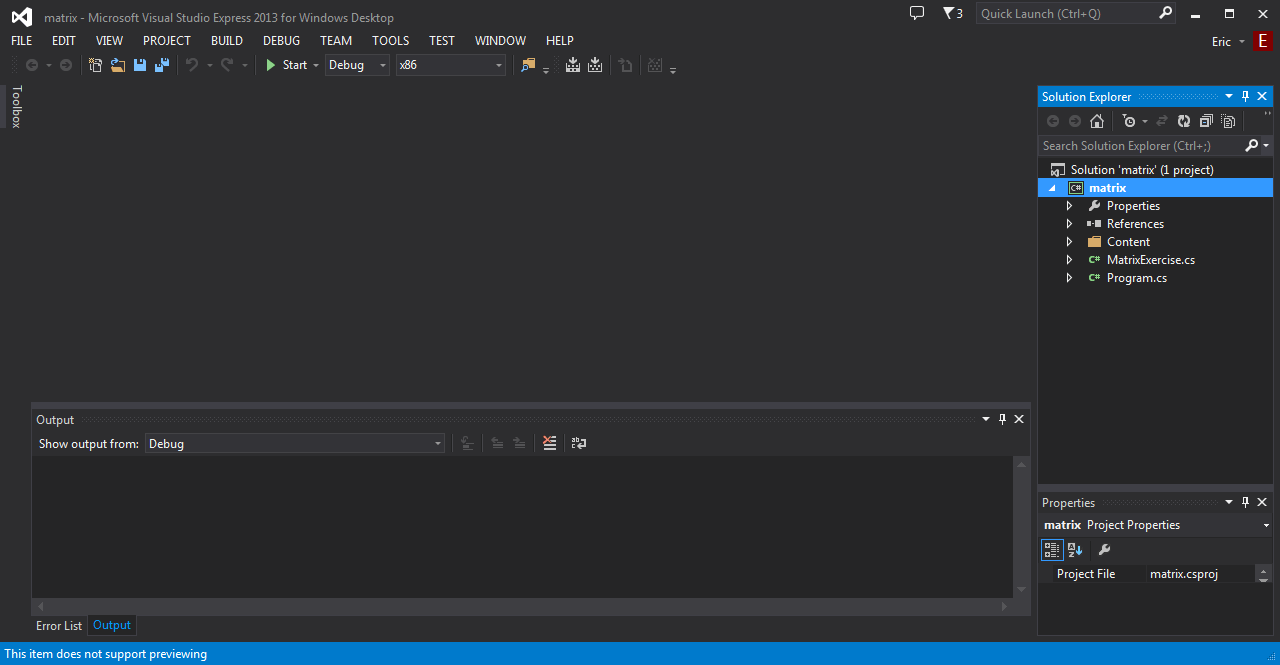 matrix - Microsoft Visual Studio Express 2013 for Windows Desktop
3
Quick Launch (Ctrl+Q)
FILE EDIT VIEW PROJECT BUILD DEBUG TEAM TOOLS TEST WINDOW HELP
Eric E
Start Debug x86
Toolbox
Solution Explorer
Search Solution Explorer (Ctrl+;)
Solution 'matrix' (1 project)
C# matrix
Properties
References
Content
C# MatrixExercise.cs
C# Program.cs
Output
Show output from: Debug
Error List Output
Properties
matrix Project Properties
Project File matrix.csproj
This item does not support previewing